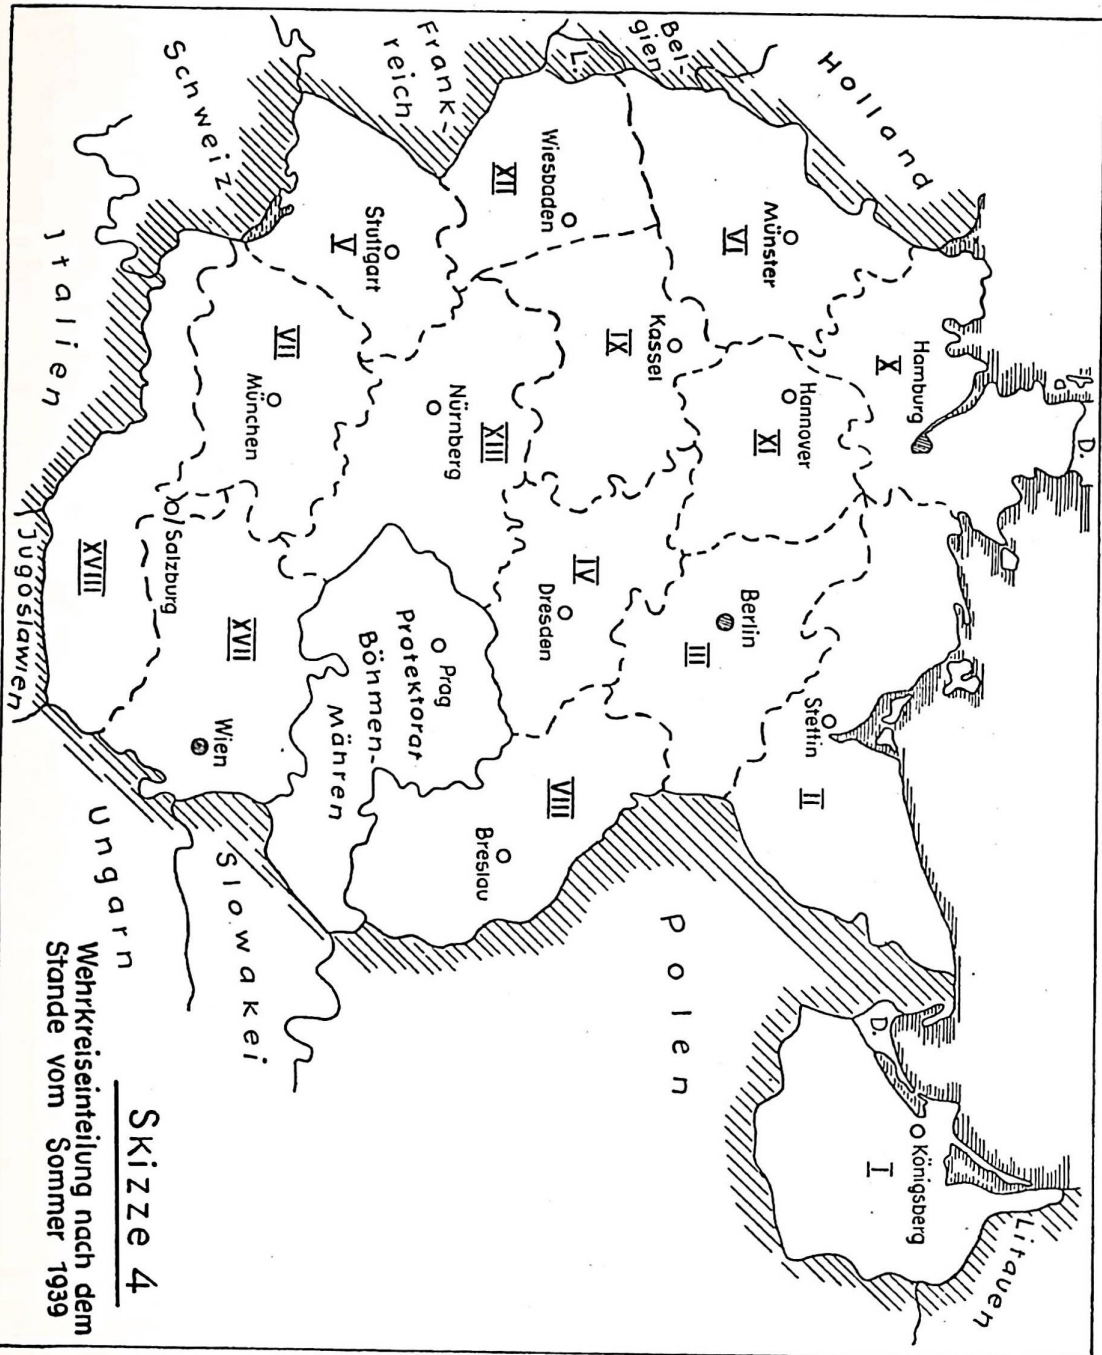 D.
Litauen
Holland
Hamburg
X
Königsberg
I
D.
Stettin
II
Münster
VI
Hannover
XI
Berlin
III
Polen
Bel-
gien
L.
Kassel
IX
Wiesbaden
XII
Dresden
IV
VIII
Breslau
Frank-
reich
XIII
Nürnberg
Prag
Protektorat
Böhmen-
Mähren
Stuttgart
V
VII
München
XVII
Wien
Slowakei
Schweiz
Salzburg
XVIII
Ungarn
Italien
Jugoslawien
Skizze 4
Wehrkreiseinteilung nach dem
Stande vom Sommer 1939